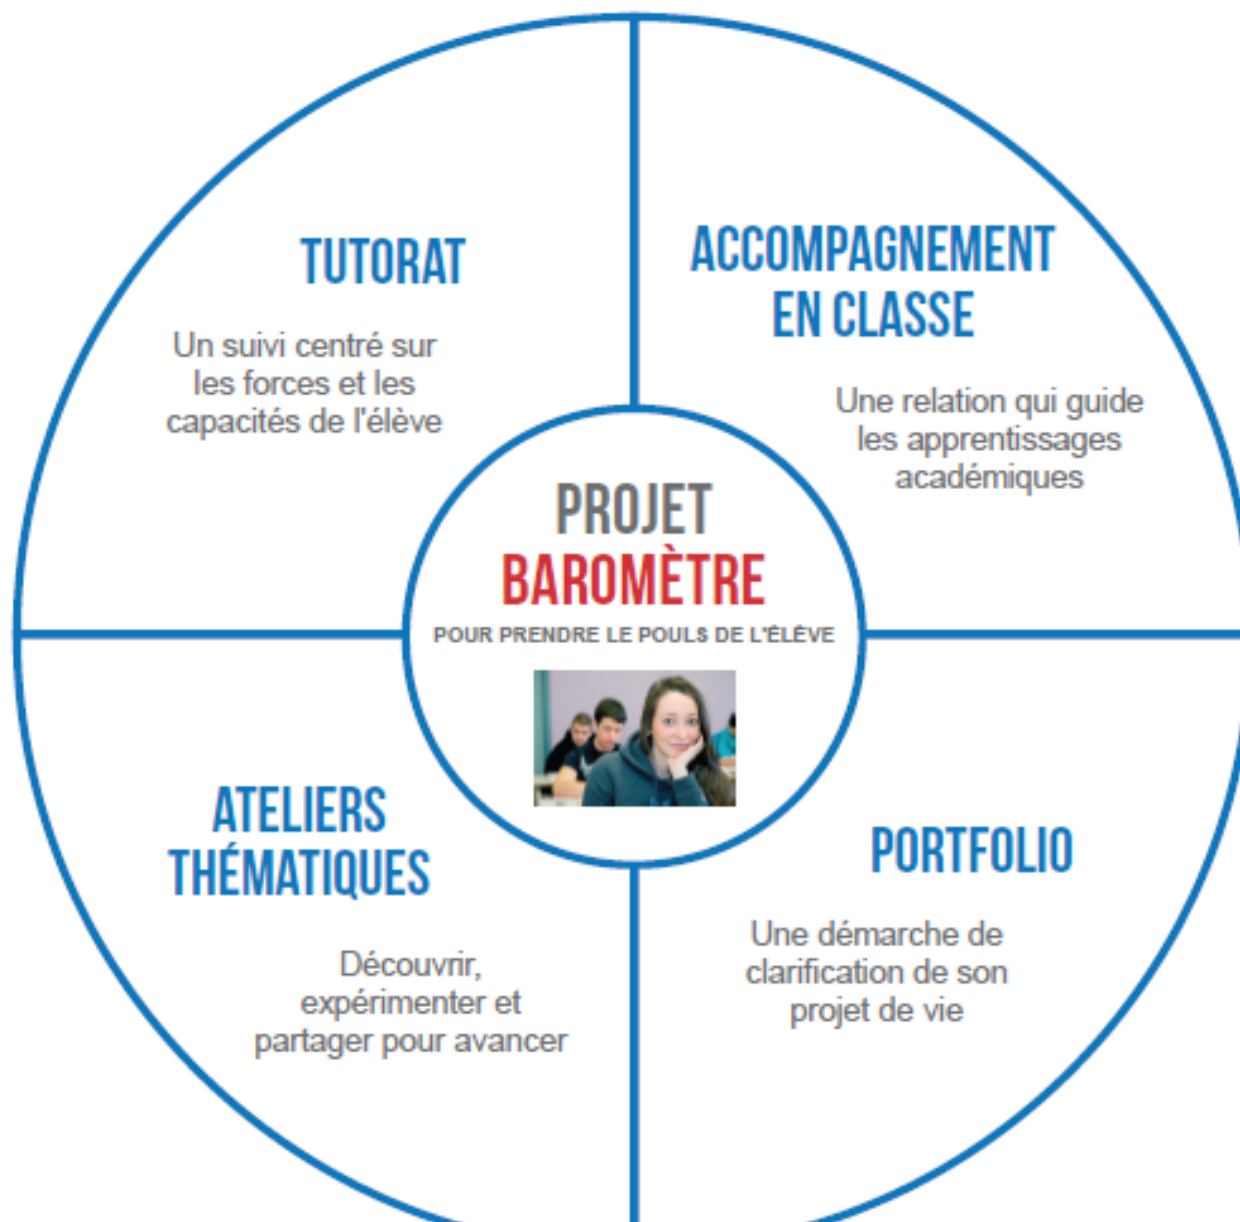 TUTORAT
Un suivi centré sur
les forces et les
capacités de l'élève
ACCOMPAGNEMENT
EN CLASSE
Une relation qui guide
les apprentissages
académiques
PROJET
BAROMÈTRE
POUR PRENDRE LE POULS DE L'ÉLÈVE
ATELIERS
THÉMATIQUES
Découvrir,
expérimenter et
partager pour avancer
PORTFOLIO
Une démarche de
clarification de son
projet de vie